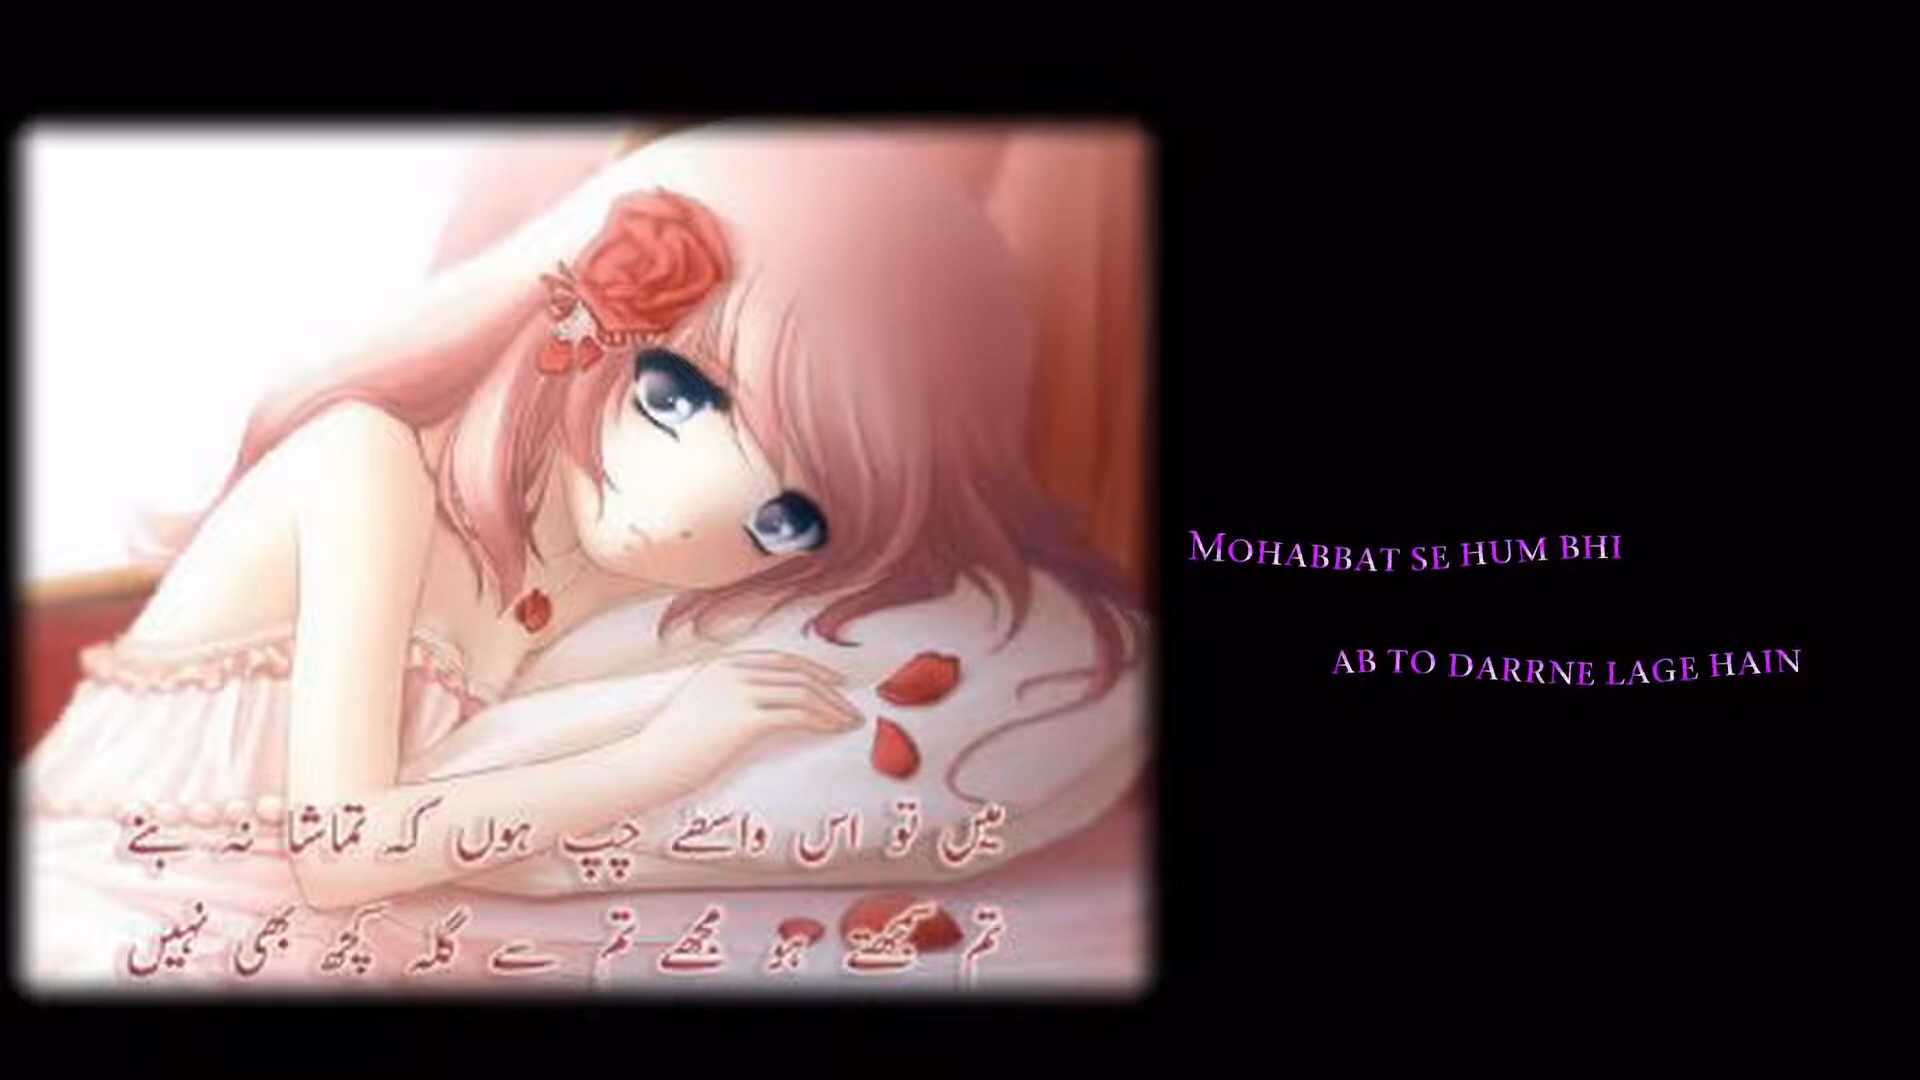 میں تو اس واسطے چپ ہوں کہ تماشا نہ بنے
تم سمجھتے ہو مجھے تم سے گلہ کچھ بھی نہیں
MOHABBAT SE HUM BHI
AB TO DARRNE LAGE HAIN